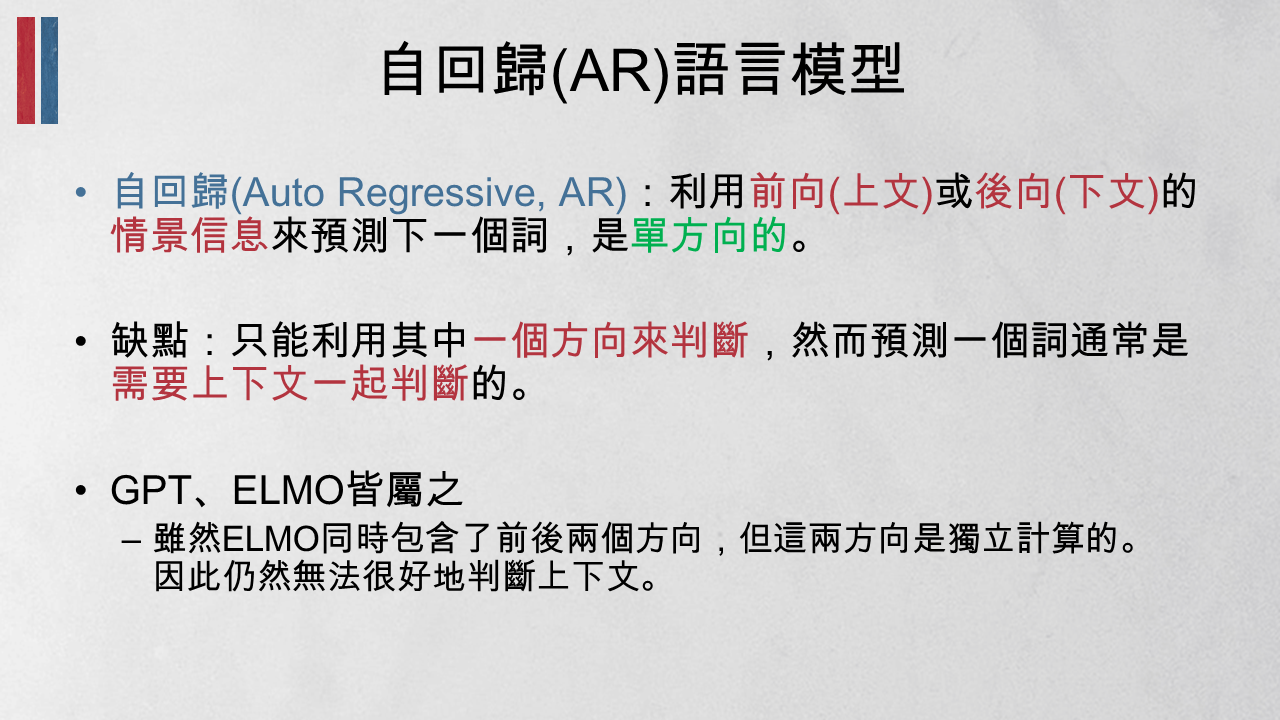 自回歸(AR)語言模型
• 自回歸(Auto Regressive, AR)：利用前向(上文)或後向(下文)的
情景信息來預測下一個詞，是單方向的。
• 缺點：只能利用其中一個方向來判斷，然而預測一個詞通常是
需要上下文一起判斷的。
• GPT、ELMO皆屬之
– 雖然ELMO同時包含了前後兩個方向，但這兩方向是獨立計算的。
因此仍然無法很好地判斷上下文。